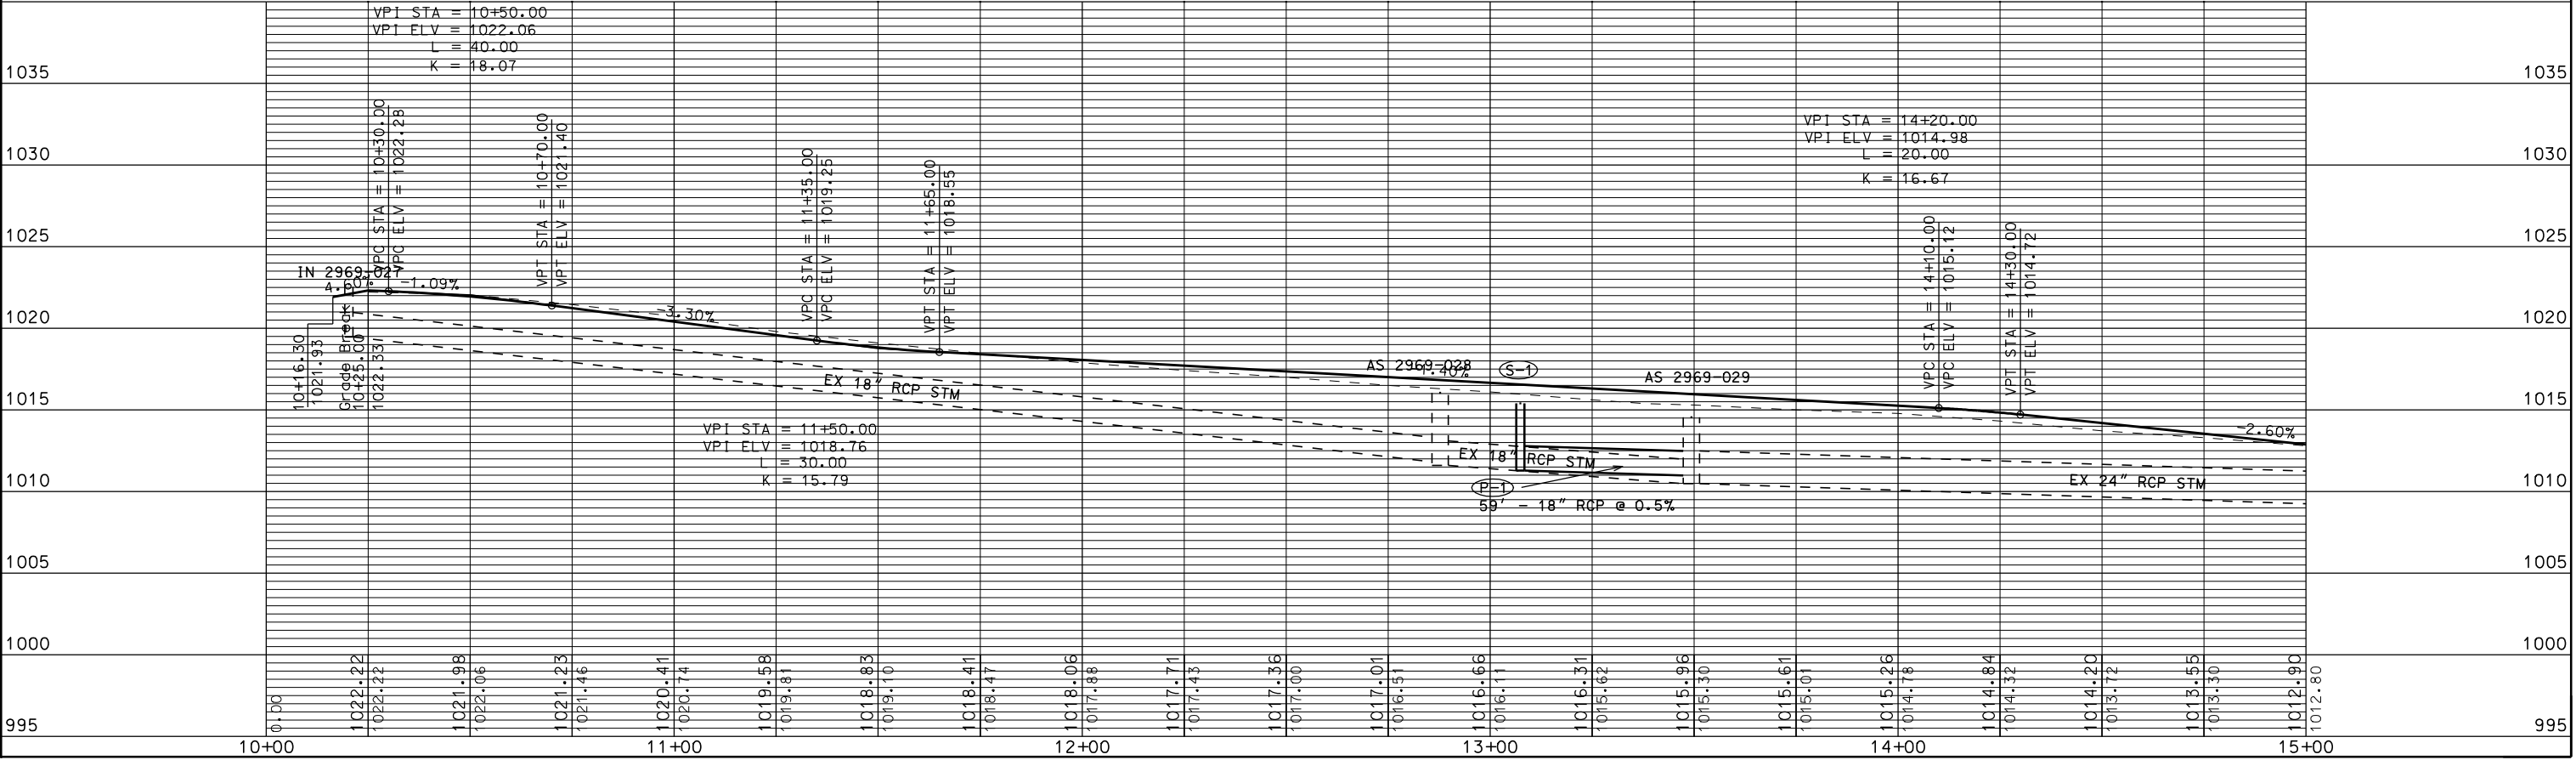 VPI STA = 10+50.00
VPI ELV = 1022.06
L = 40.00
K = 18.07
1035
1035
VPI STA = 14+20.00
VPI ELV = 1014.98
L = 20.00
K = 16.67
1030
1030
VPC STA = 10+30.00
VPC ELV = 1022.28
VPT STA = 10+70.00
VPT ELV = 1021.40
VPC STA = 11+35.00
VPC ELV = 1019.25
VPT STA = 11+65.00
VPT ELV = 1018.55
VPC STA = 14+10.00
VPC ELV = 1015.12
VPT STA = 14+30.00
VPT ELV = 1014.72
1025
1025
IN 2969-027
4.60%
-1.09%
1020
-3.30%
1020
10+16.30
1021.93
Grade Break
10+25.00
1022.33
AS 2969-028
-1.40%
S-1
AS 2969-029
EX 18" RCP STM
1015
1015
VPI STA = 11+50.00
VPI ELV = 1018.76
L = 30.00
K = 15.79
-2.60%
EX 18" RCP STM
EX 24" RCP STM
P-1
59' - 18" RCP @ 0.5%
1010
1010
1005
1005
1000
1000
0.00
1022.22
1022.22
1021.98
1022.06
1021.23
1021.46
1020.41
1020.74
1019.58
1019.81
1018.83
1019.10
1018.41
1018.47
1018.06
1017.88
1017.71
1017.43
1017.36
1017.00
1017.01
1016.51
1016.66
1016.11
1016.31
1015.62
1015.96
1015.30
1015.61
1015.01
1015.26
1014.78
1014.84
1014.32
1014.20
1013.72
1013.55
1013.30
1012.90
1012.80
995
995
10+00
11+00
12+00
13+00
14+00
15+00